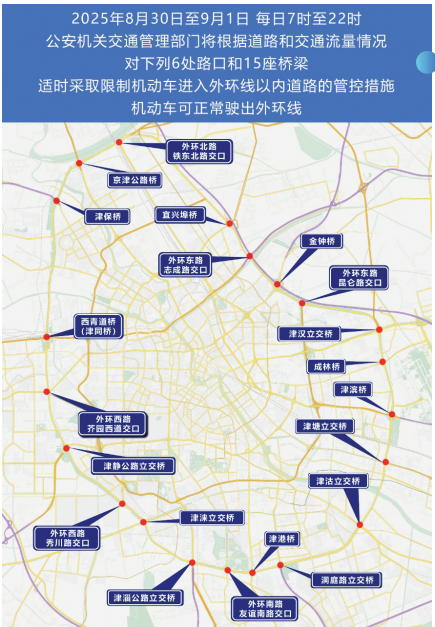 2025年8月30日至9月1日 每日7时至22时
公安机关交通管理部门将根据道路和交通流量情况
对下列6处路口和15座桥梁
适时采取限制机动车进入外环线以内道路的管控措施
机动车可正常驶出外环线
外环北路
铁东北路交口
京津公路桥
津保桥
宜兴埠桥
金钟桥
外环东路
志成路交口
外环东路
昆仑路交口
西青道桥
(津同桥)
津汉立交桥
成林桥
津滨桥
外环西路
芥园西道交口
津塘立交桥
津静公路立交桥
津沽立交桥
津涞立交桥
外环西路
秀川路交口
津港桥
洞庭路立交桥
津淄公路立交桥
外环南路
友谊南路交口